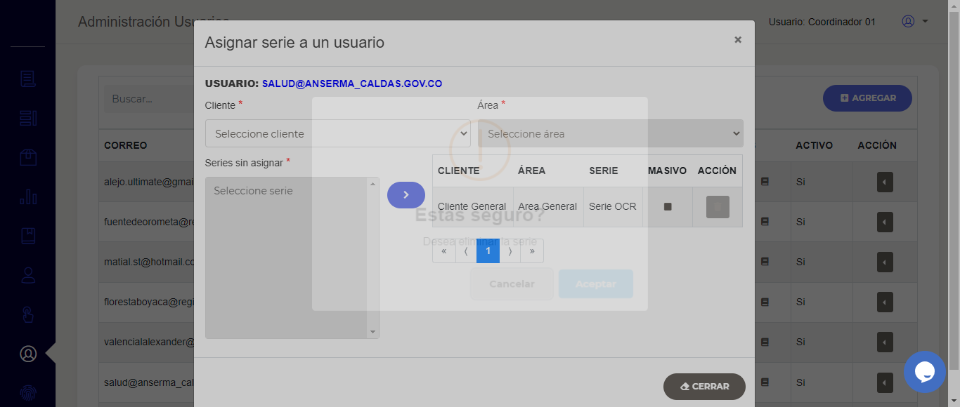 Administración Usuarios
Usuario: Coordinador 01
Asignar serie a un usuario
×
USUARIO: SALUD@ANSERMA_CALDAS.GOV.CO
Cliente *
Área *
Seleccione cliente
Seleccione área
Series sin asignar *
Seleccione serie
CLIENTE ÁREA SERIE MASIVO ACCIÓN
Cliente General Area General Serie OCR
« ⟨ 1 ⟩ »
Estás seguro?
Desea eliminar la serie
Cancelar Aceptar
CERRAR
Buscar...
AGREGAR
CORREO ACTIVO ACCIÓN
alejo.ultimate@gmai
Si
fuentedeorometa@re
Si
matial.st@hotmail.co
Si
florestaboyaca@regi
Si
valencialalexander@
Si
salud@anserma_cal
Si